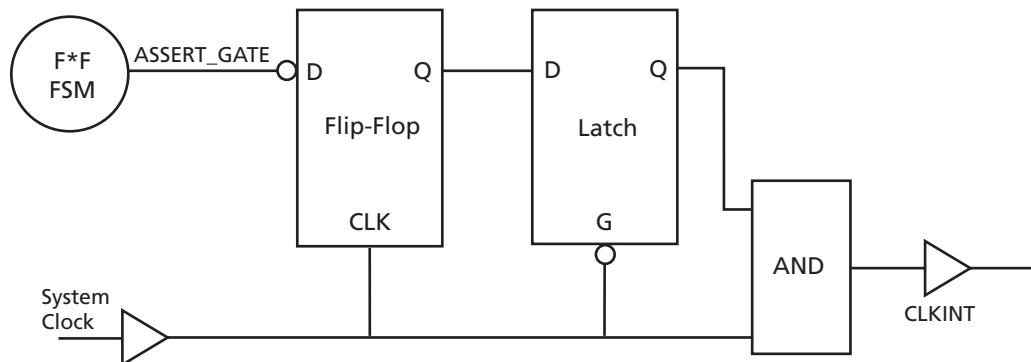 F*F
FSM
ASSERT_GATE
D
Q
Flip-Flop
CLK
D
Q
Latch
G
AND
CLKINT
System
Clock